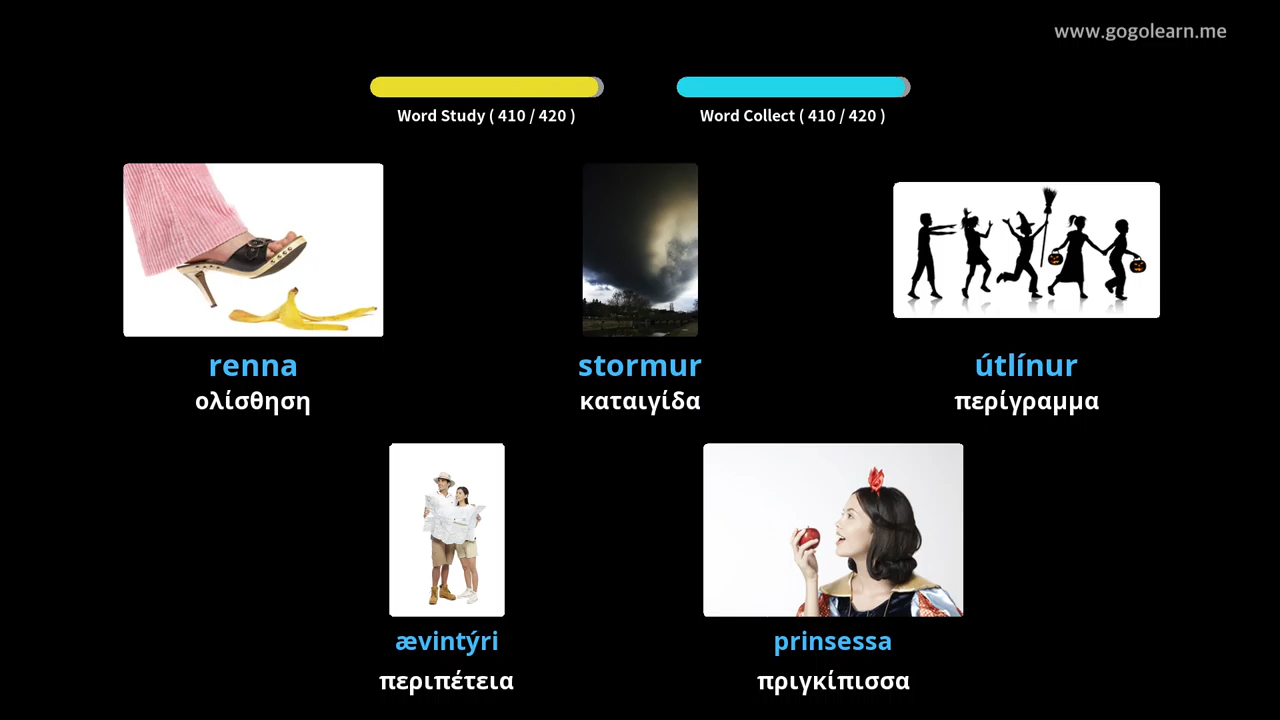 www.gogolearn.me
Word Study ( 410 / 420 )
Word Collect ( 410 / 420 )
renna
ολίσθηση
stormur
καταιγίδα
útlínur
περίγραμμα
ævintýri
περιπέτεια
prinsessa
πριγκίπισσα